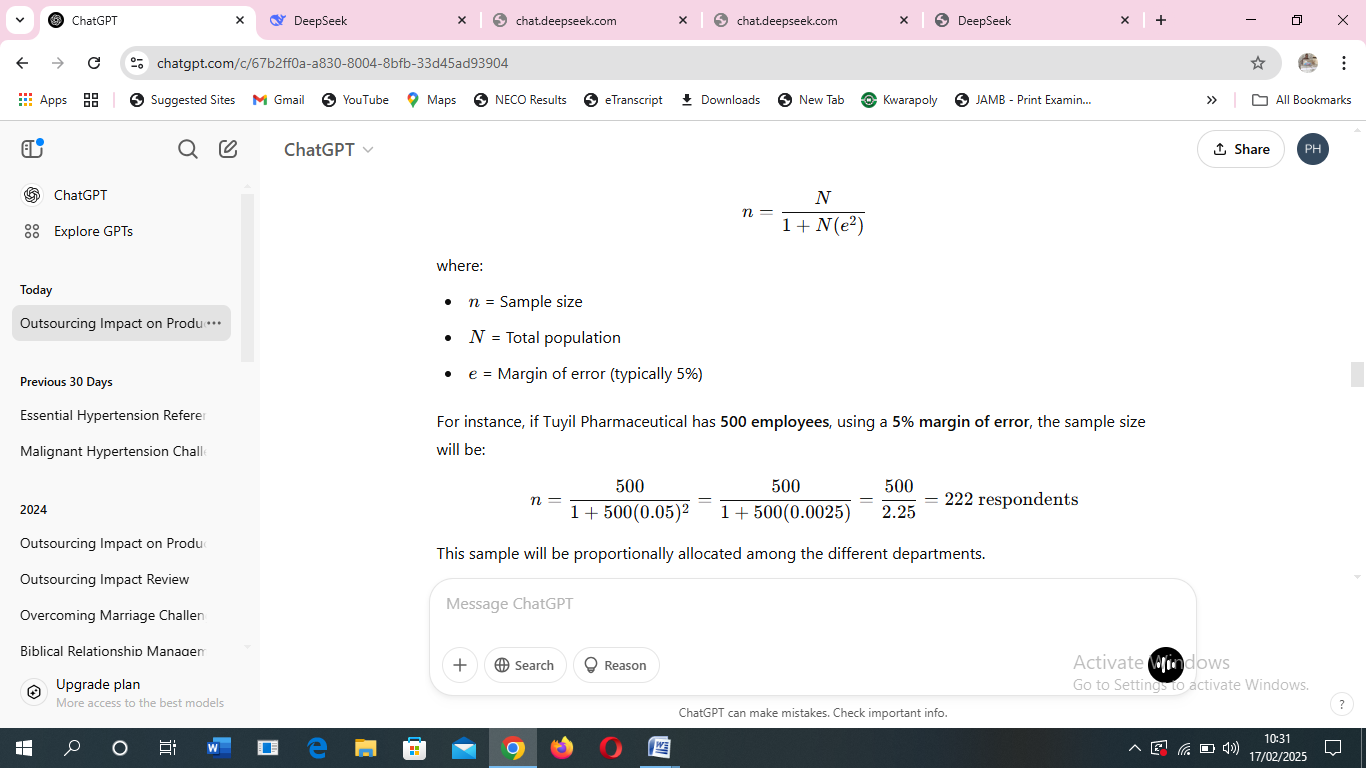 ChatGPT
DeepSeek
chat.deepseek.com
chat.deepseek.com
DeepSeek
chatgpt.com/c/67b2ff0a-a830-8004-8bfb-33d45ad93904
Apps
Suggested Sites
Gmail
YouTube
Maps
NECO Results
eTranscript
Downloads
New Tab
Kwarapoly
JAMB - Print Examin...
All Bookmarks
ChatGPT
Share
PH
ChatGPT
Explore GPTs
Today
Outsourcing Impact on Produ
Previous 30 Days
Essential Hypertension Refere
Malignant Hypertension Chall
2024
Outsourcing Impact on Produ
Outsourcing Impact Review
Overcoming Marriage Challen
Biblical Relationship Managem
Upgrade plan
More access to the best models
n = N / 1 + N(e²)
where:
• n = Sample size
• N = Total population
• e = Margin of error (typically 5%)
For instance, if Tuyil Pharmaceutical has 500 employees, using a 5% margin of error, the sample size
will be:
n = 500 / 1 + 500(0.05)² = 500 / 1 + 500(0.0025) = 500 / 2.25 = 222 respondents
This sample will be proportionally allocated among the different departments.
Message ChatGPT
Search
Reason
Activate Windows
Go to Settings to activate Windows.
ChatGPT can make mistakes. Check important info.
?
10:31
17/02/2025